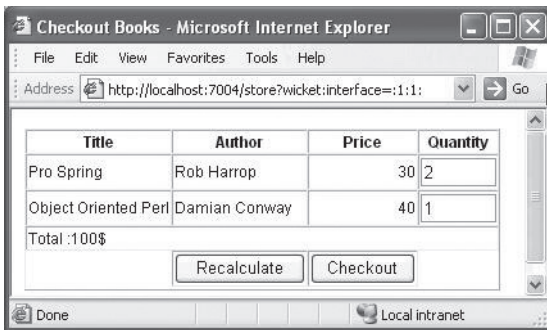 Checkout Books - Microsoft Internet Explorer
File Edit View Favorites Tools Help
Address http://localhost:7004/store?wicket:interface=:1:1: Go
Title Author Price Quantity
Pro Spring Rob Harrop 30 2
Object Oriented Perl Damian Conway 40 1
Total :100$
Recalculate Checkout
Done Local intranet